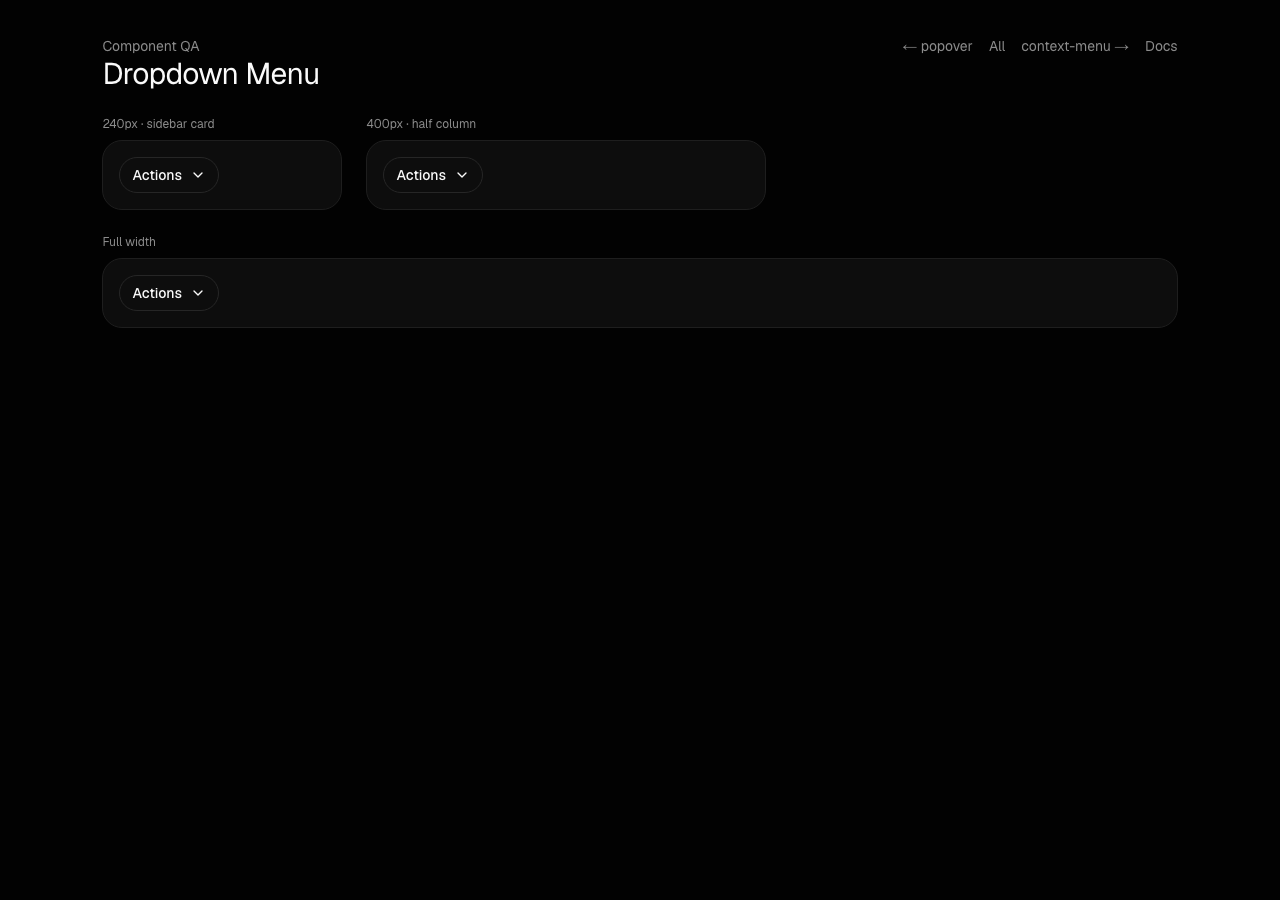 Component QA
← popover All context-menu → Docs
Dropdown Menu
240px · sidebar card
400px · half column
Actions
Actions
Full width
Actions